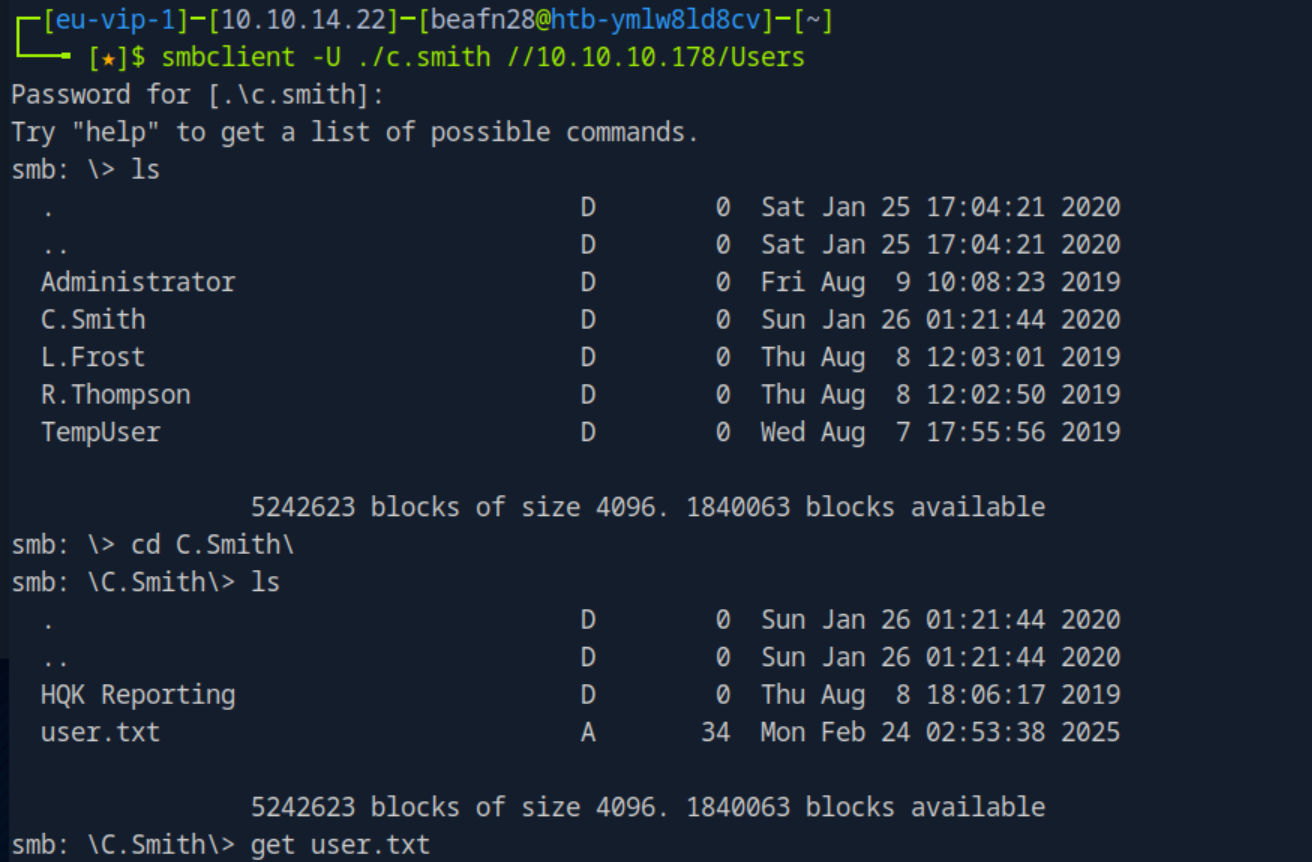 ┌─[eu-vip-1]─[10.10.14.22]─[beafn28@htb-ymlw8ld8cv]─[~]
└──╼ [★]$ smbclient -U ./c.smith //10.10.10.178/Users
Password for [.\c.smith]:
Try "help" to get a list of possible commands.
smb: \> ls
  .                                   D        0  Sat Jan 25 17:04:21 2020
  ..                                  D        0  Sat Jan 25 17:04:21 2020
  Administrator                       D        0  Fri Aug  9 10:08:23 2019
  C.Smith                             D        0  Sun Jan 26 01:21:44 2020
  L.Frost                             D        0  Thu Aug  8 12:03:01 2019
  R.Thompson                          D        0  Thu Aug  8 12:02:50 2019
  TempUser                            D        0  Wed Aug  7 17:55:56 2019
                5242623 blocks of size 4096. 1840063 blocks available
smb: \> cd C.Smith\
smb: \C.Smith\> ls
  .                                   D        0  Sun Jan 26 01:21:44 2020
  ..                                  D        0  Sun Jan 26 01:21:44 2020
  HQK Reporting                       D        0  Thu Aug  8 18:06:17 2019
  user.txt                            A       34  Mon Feb 24 02:53:38 2025
                5242623 blocks of size 4096. 1840063 blocks available
smb: \C.Smith\> get user.txt